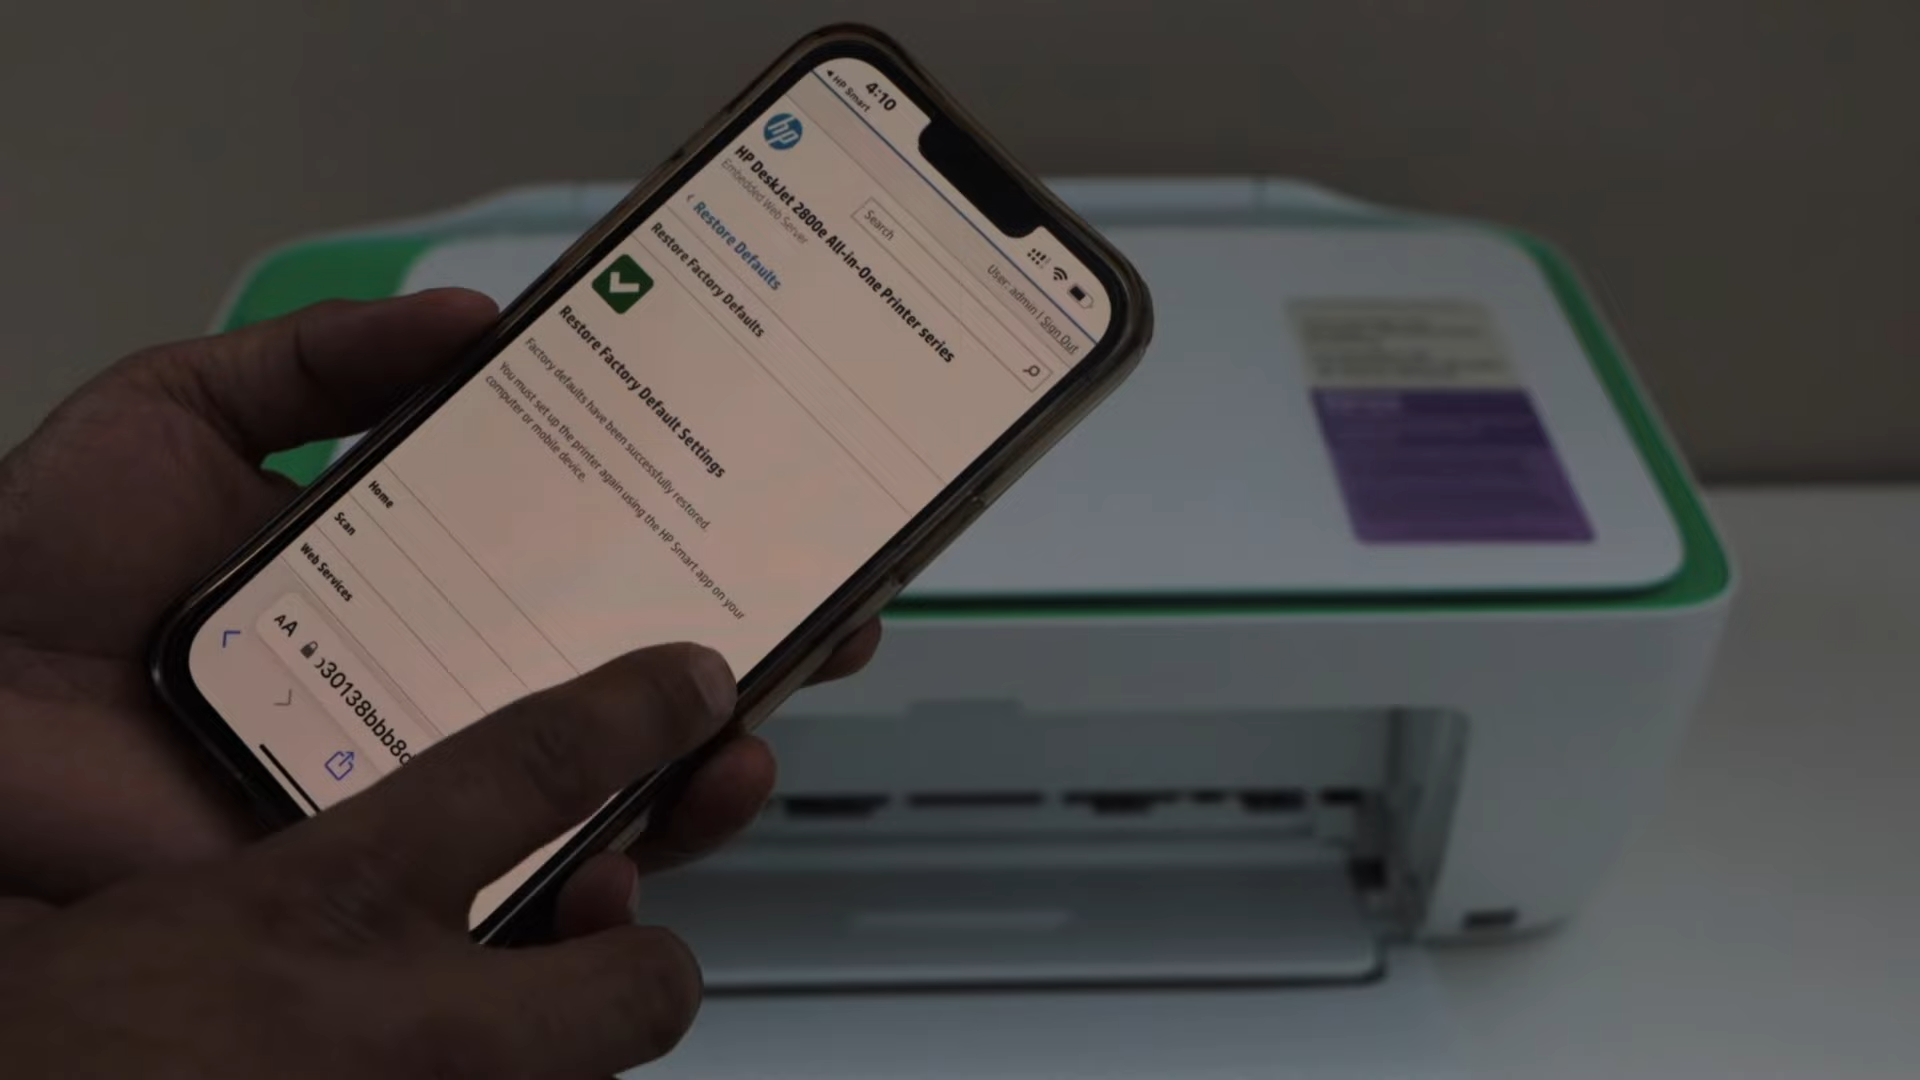 4:10
◀ HP Smart
hp
HP DeskJet 2800e All-in-One Printer series
Embedded Web Server
Search
User: admin | Sign Out
‹ Restore Defaults
Restore Factory Defaults
Restore Factory Default Settings
Factory defaults have been successfully restored.
You must set up the printer again using the HP Smart app on your
computer or mobile device.
Home
Scan
Web Services
AA
30138bbb8